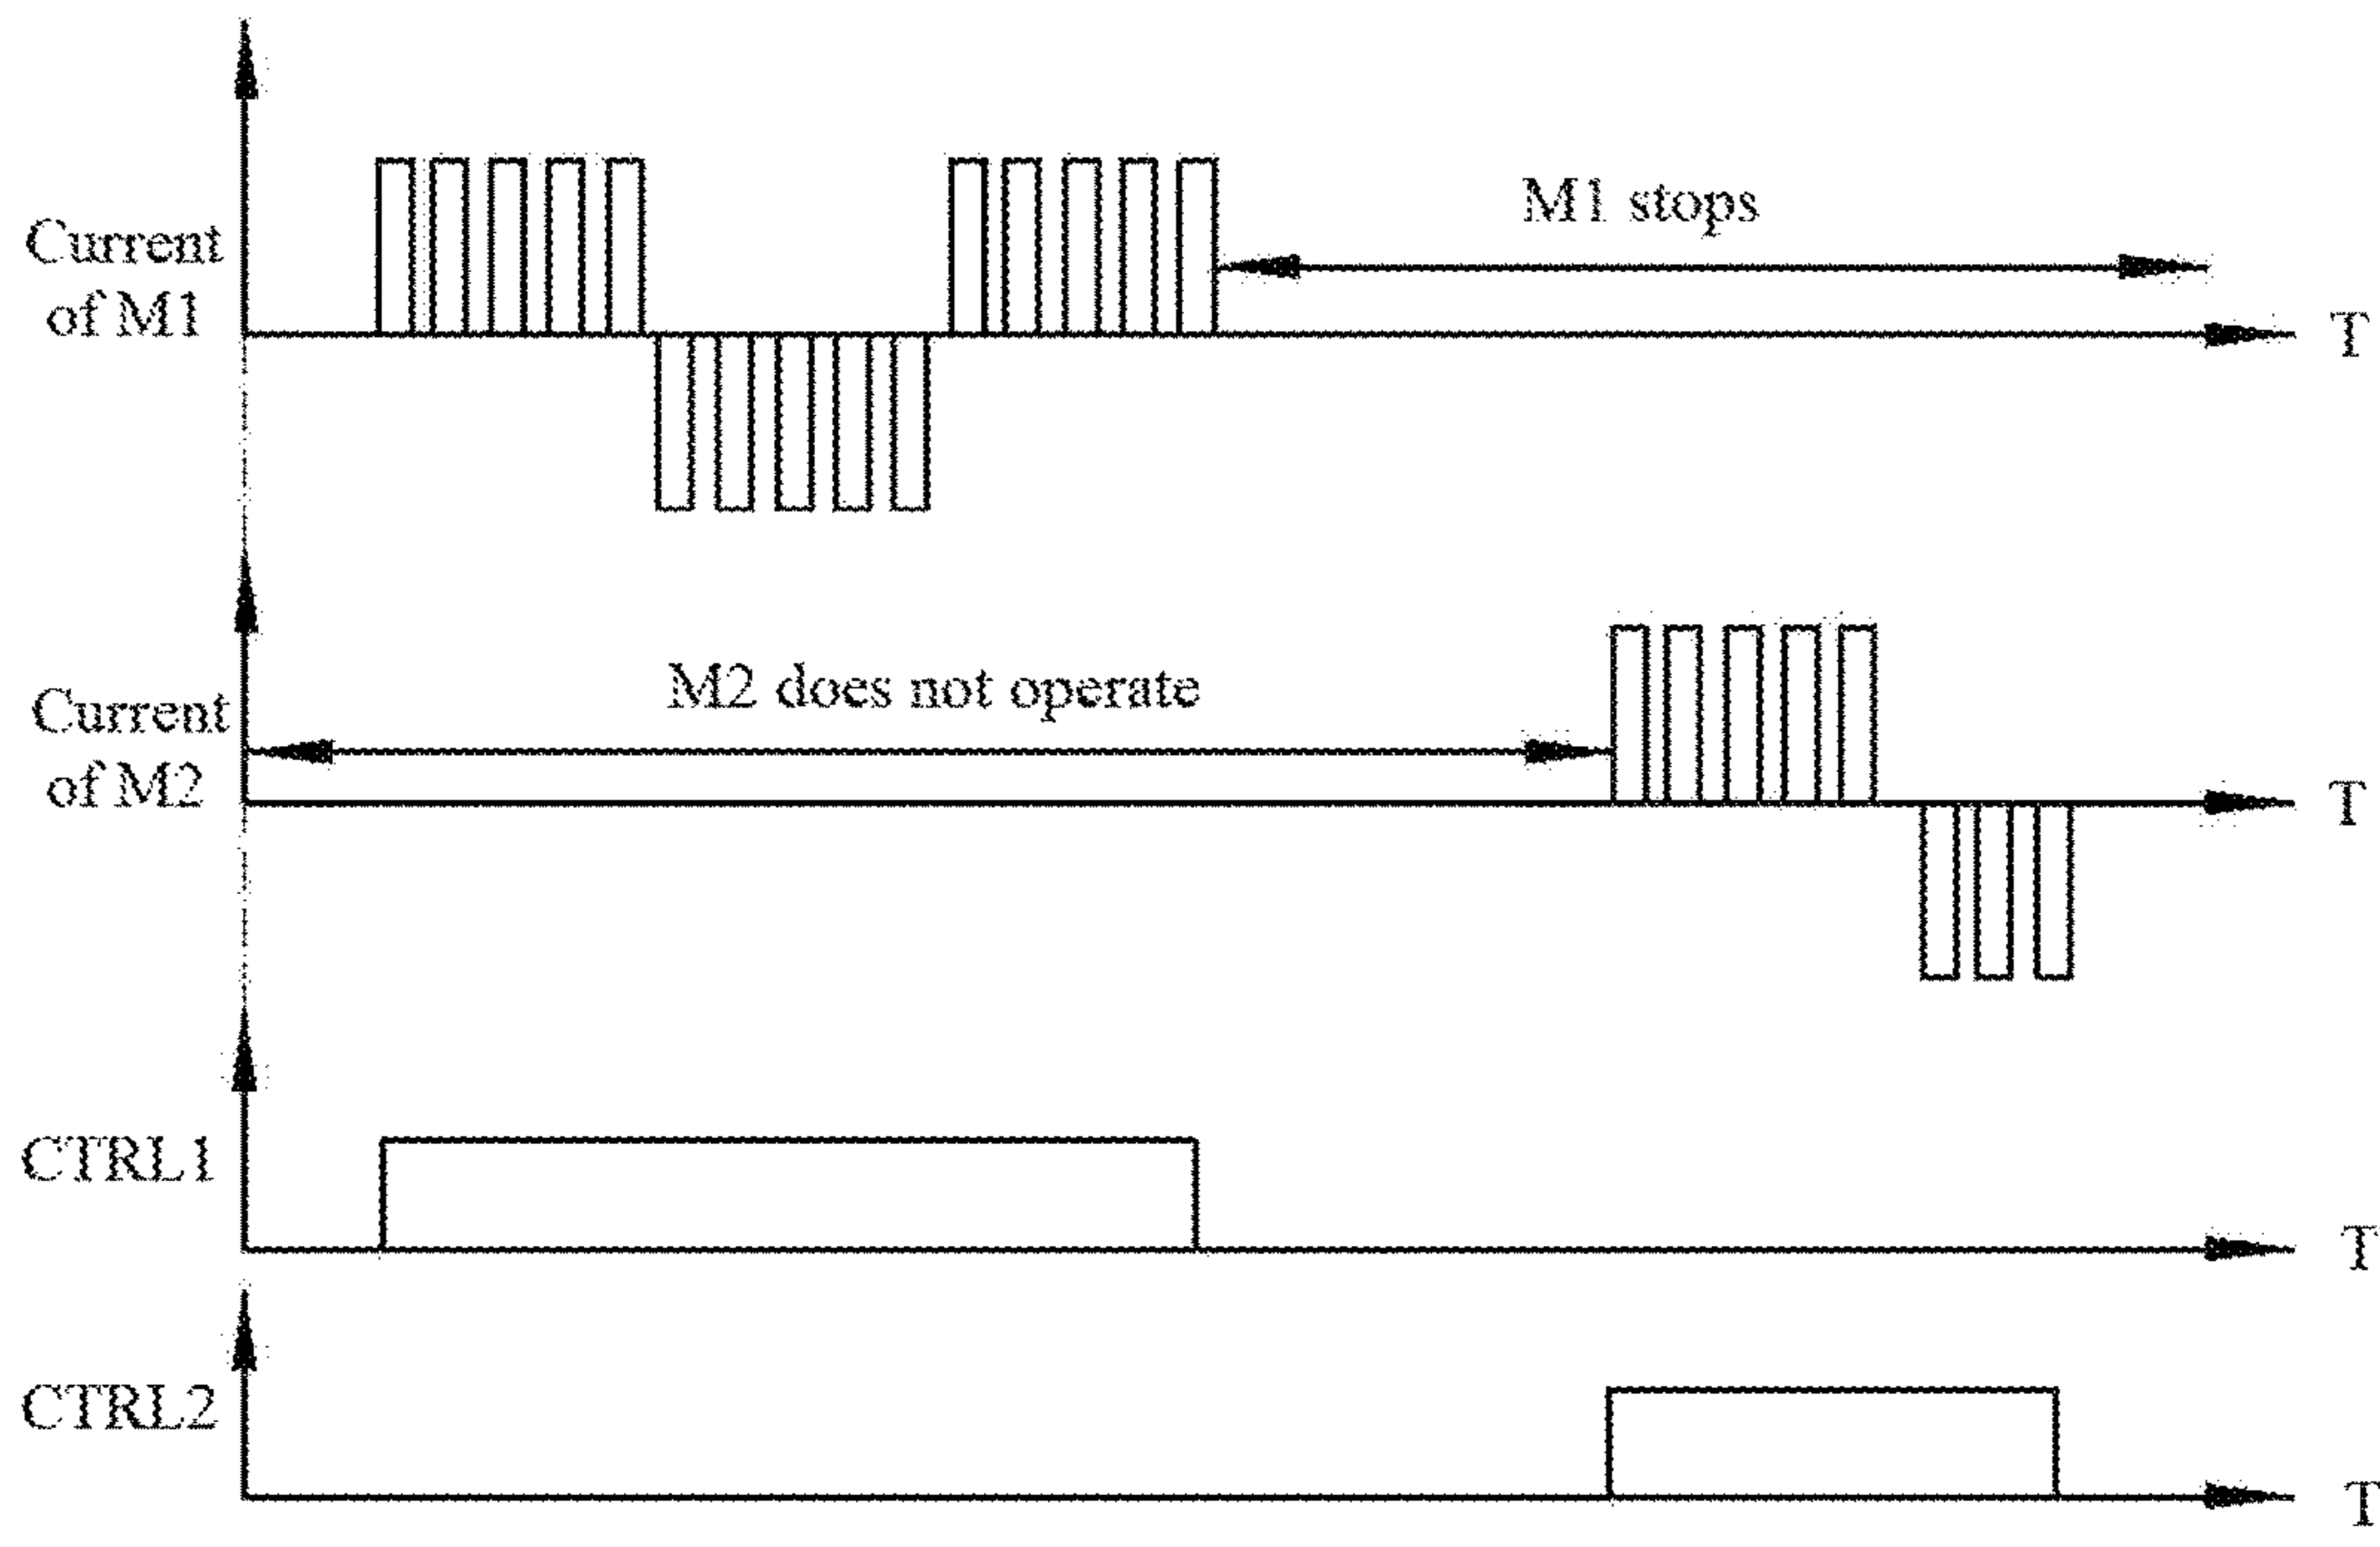 Current
of M1
M1 stops
T
Current
of M2
M2 does not operate
T
CTRL1
T
CTRL2
T